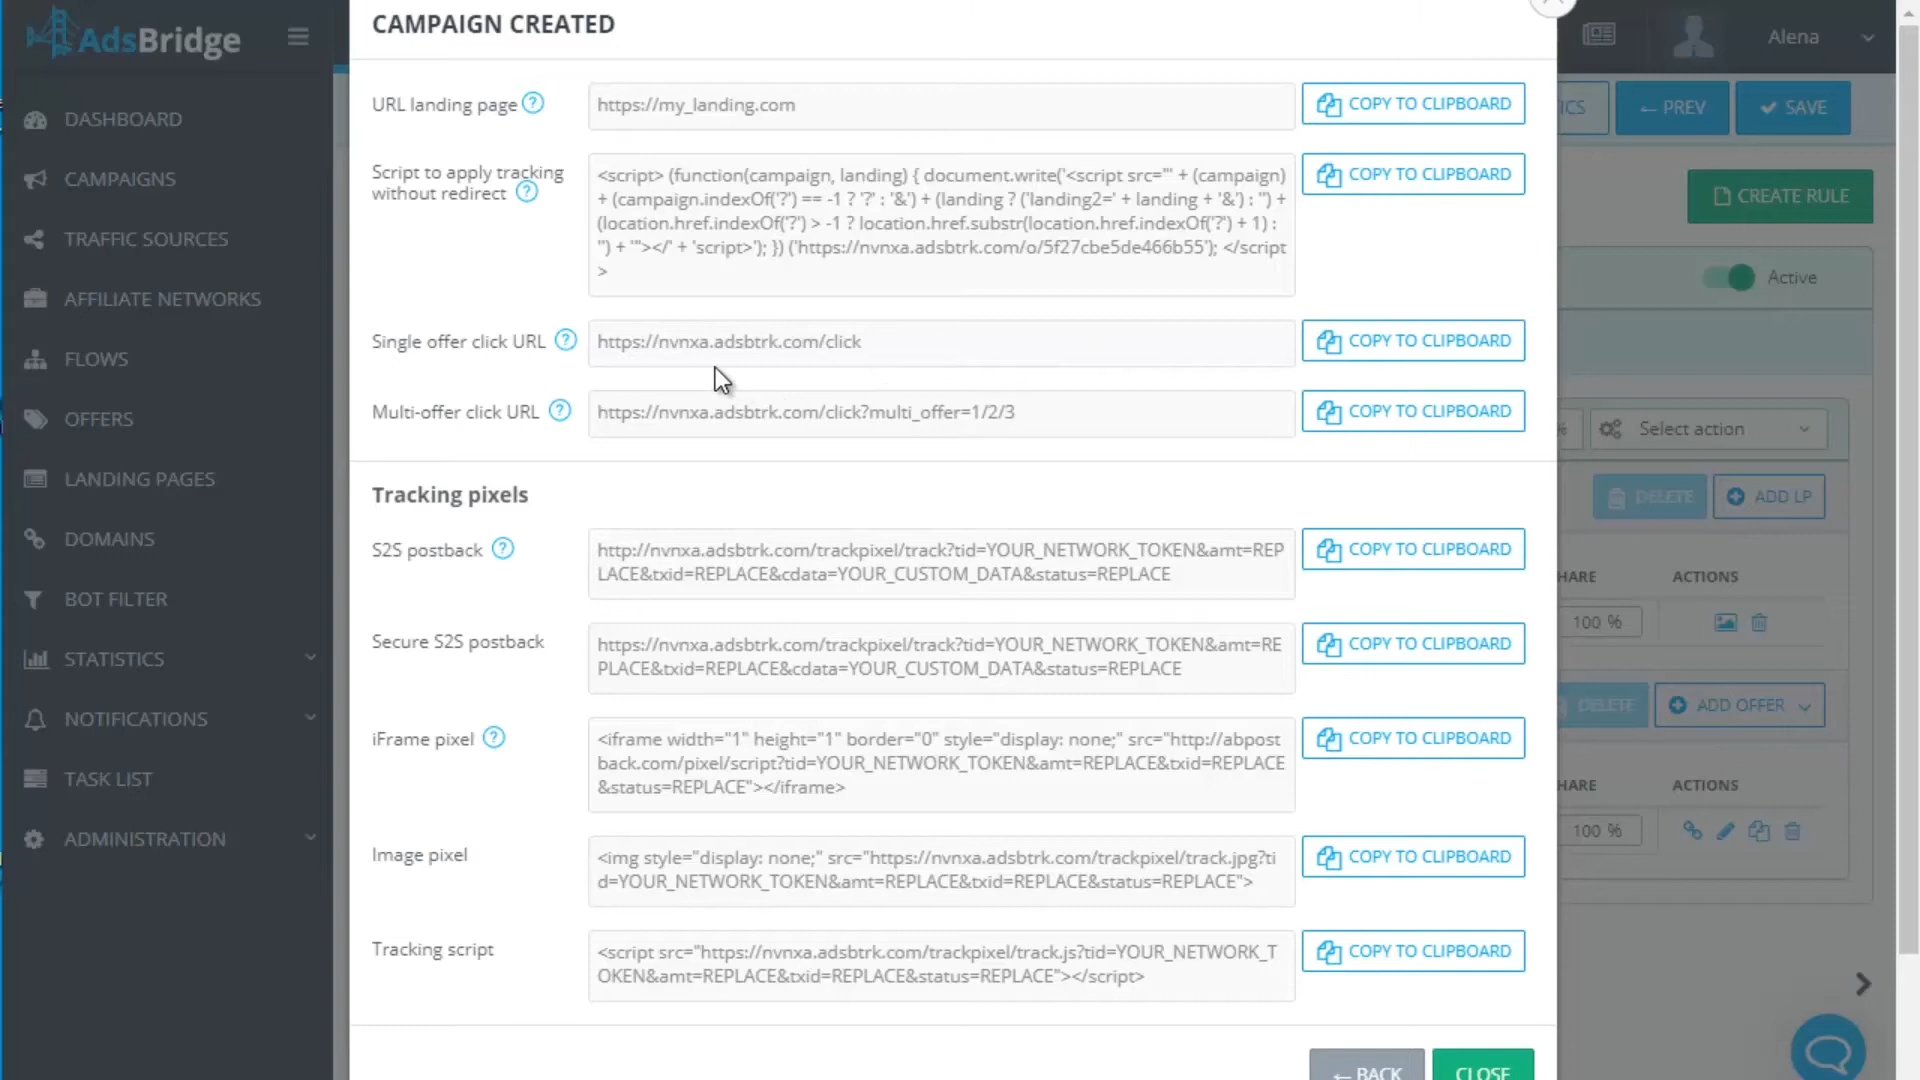 AdsBridge
DASHBOARD
CAMPAIGNS
TRAFFIC SOURCES
AFFILIATE NETWORKS
FLOWS
OFFERS
LANDING PAGES
DOMAINS
BOT FILTER
STATISTICS
NOTIFICATIONS
TASK LIST
ADMINISTRATION
CAMPAIGN CREATED
URL landing page ?
https://my_landing.com
COPY TO CLIPBOARD
Script to apply tracking
without redirect ?
<script> (function(campaign, landing) { document.write('<script src="' + (campaign)
+ (campaign.indexOf('?') == -1 ? '?' : '&') + (landing ? ('landing2=' + landing + '&') : '') +
(location.href.indexOf('?') > -1 ? location.href.substr(location.href.indexOf('?') + 1) :
'') + '"></' + 'script>'); }) ('https://nvnxa.adsbtrk.com/o/5f27cbe5de466b55'); </script
>
COPY TO CLIPBOARD
Single offer click URL ?
https://nvnxa.adsbtrk.com/click
COPY TO CLIPBOARD
Multi-offer click URL ?
https://nvnxa.adsbtrk.com/click?multi_offer=1/2/3
COPY TO CLIPBOARD
Tracking pixels
S2S postback ?
http://nvnxa.adsbtrk.com/trackpixel/track?tid=YOUR_NETWORK_TOKEN&amt=REP
LACE&txid=REPLACE&cdata=YOUR_CUSTOM_DATA&status=REPLACE
COPY TO CLIPBOARD
Secure S2S postback
https://nvnxa.adsbtrk.com/trackpixel/track?tid=YOUR_NETWORK_TOKEN&amt=RE
PLACE&txid=REPLACE&cdata=YOUR_CUSTOM_DATA&status=REPLACE
COPY TO CLIPBOARD
iFrame pixel ?
<iframe width="1" height="1" border="0" style="display: none;" src="http://abpost
back.com/pixel/script?tid=YOUR_NETWORK_TOKEN&amt=REPLACE&txid=REPLACE
&status=REPLACE"></iframe>
COPY TO CLIPBOARD
Image pixel
<img style="display: none;" src="https://nvnxa.adsbtrk.com/trackpixel/track.jpg?ti
d=YOUR_NETWORK_TOKEN&amt=REPLACE&txid=REPLACE&status=REPLACE">
COPY TO CLIPBOARD
Tracking script
<script src="https://nvnxa.adsbtrk.com/trackpixel/track.js?tid=YOUR_NETWORK_T
OKEN&amt=REPLACE&txid=REPLACE&status=REPLACE"></script>
COPY TO CLIPBOARD
← BACK
CLOSE
Alena
ICS
← PREV
SAVE
CREATE RULE
Active
%
Select action
DELETE
ADD LP
HARE
ACTIONS
100 %
DELETE
ADD OFFER
HARE
ACTIONS
100 %